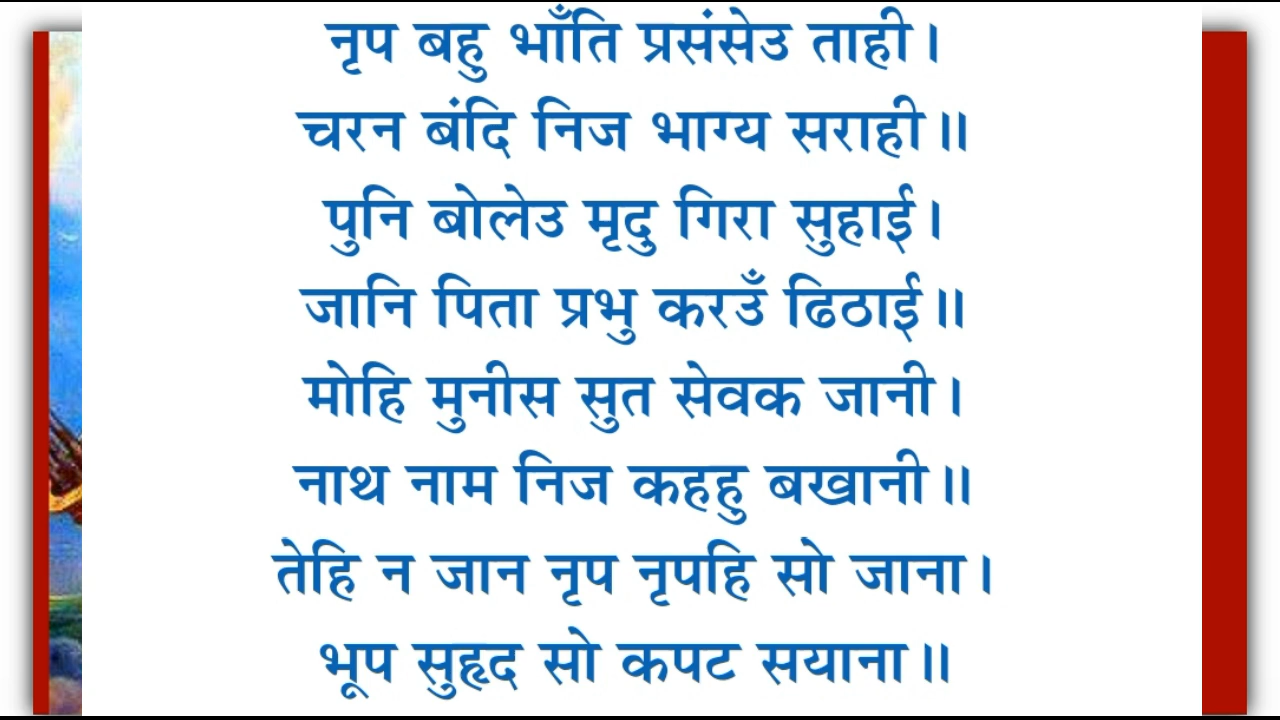 नृप बहु भाँति प्रसंसेउ ताही।
चरन बंदि निज भाग्य सराही॥
पुनि बोलेउ मृदु गिरा सुहाई।
जानि पिता प्रभु करउँ ढिठाई॥
मोहि मुनीस सुत सेवक जानी।
नाथ नाम निज कहहु बखानी॥
तेहि न जान नृप नृपहि सो जाना।
भूप सुहृद सो कपट सयाना॥